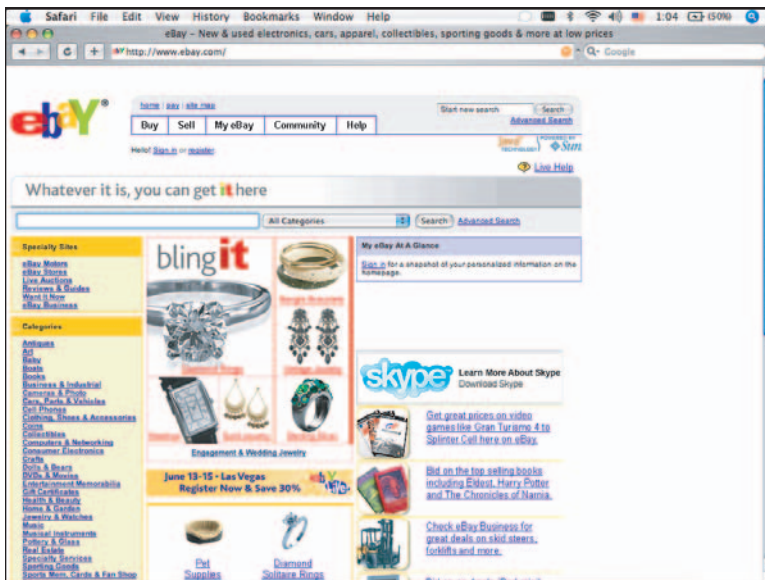 Safari File Edit View History Bookmarks Window Help 1:04 (50%)
eBay – New & used electronics, cars, apparel, collectibles, sporting goods & more at low prices
http://www.ebay.com/ Google
ebY®
home | pay | site map
Start new search Search
Buy Sell My eBay Community Help
Advanced Search
Hello! Sign in or register.
Java TECHNOLOGY POWERED BY Sun
Live Help
Whatever it is, you can get it here
All Categories Search Advanced Search
Specialty Sites
eBay Motors
eBay Stores
Live Auctions
Reviews & Guides
Want It Now
eBay Business
Categories
Antiques
Art
Baby
Boats
Books
Business & Industrial
Cameras & Photo
Cars, Parts & Vehicles
Cell Phones
Clothing, Shoes & Accessories
Coins
Collectibles
Computers & Networking
Consumer Electronics
Crafts
Dolls & Bears
DVDs & Movies
Entertainment Memorabilia
Gift Certificates
Health & Beauty
Home & Garden
Jewelry & Watches
Music
Musical Instruments
Pottery & Glass
Real Estate
Specialty Services
Sporting Goods
Sports Mem, Cards & Fan Shop
bling it
Engagement & Wedding Jewelry
June 13-15 • Las Vegas
Register Now & Save 30%
Pet
Supplies
Diamond
Solitaire Rings
My eBay At A Glance
Sign in for a snapshot of your personalized information on the
homepage.
skype
Learn More About Skype
Download Skype
Get great prices on video
games like Gran Turismo 4 to
Splinter Cell here on eBay.
Bid on the top selling books
including Eldest, Harry Potter
and The Chronicles of Narnia.
Check eBay Business for
great deals on skid steers,
forklifts and more.